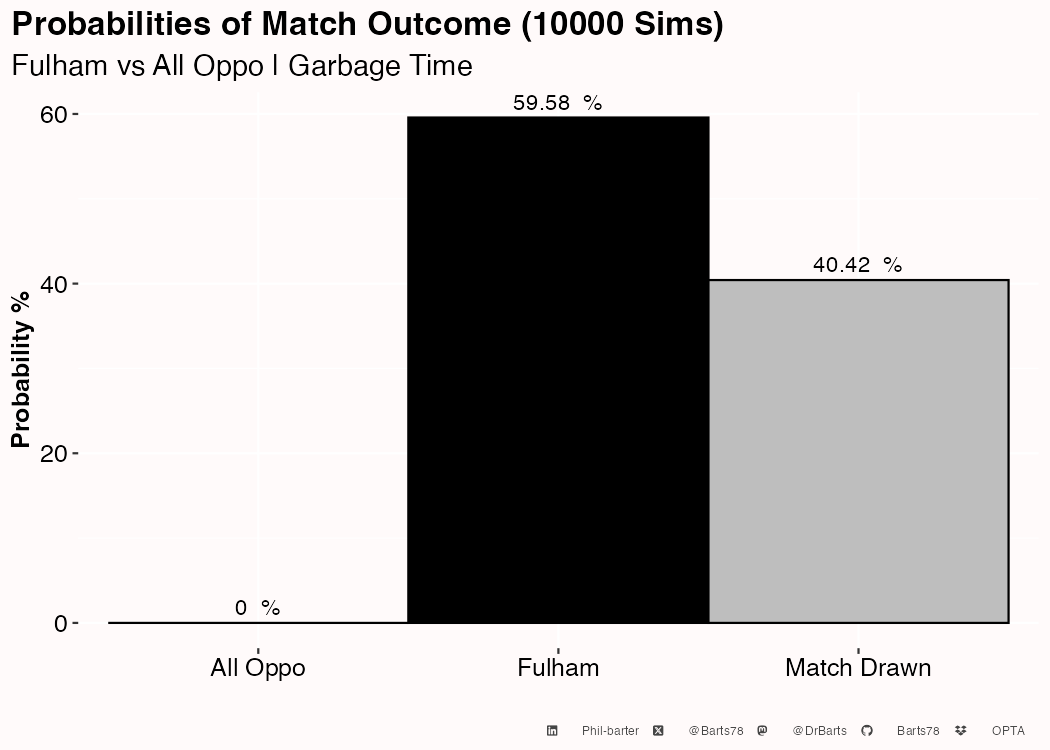 Probabilities of Match Outcome (10000 Sims)
Fulham vs All Oppo | Garbage Time
Probability %
60
40
20
0
59.58 %
40.42 %
0 %
All Oppo
Fulham
Match Drawn
Phil-barter @Barts78 @DrBarts Barts78 OPTA